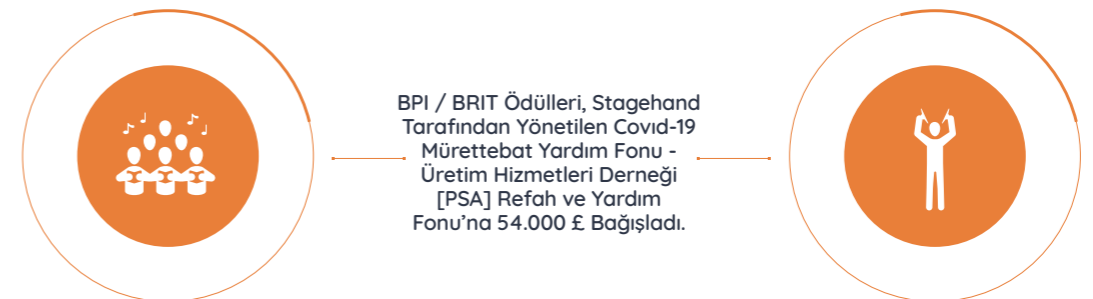 BPI / BRIT Ödülleri, Stagehand
Tarafından Yönetilen Covıd-19
Mürettebat Yardım Fonu -
Üretim Hizmetleri Derneği
[PSA] Refah ve Yardım
Fonu’na 54.000 £ Bağışladı.